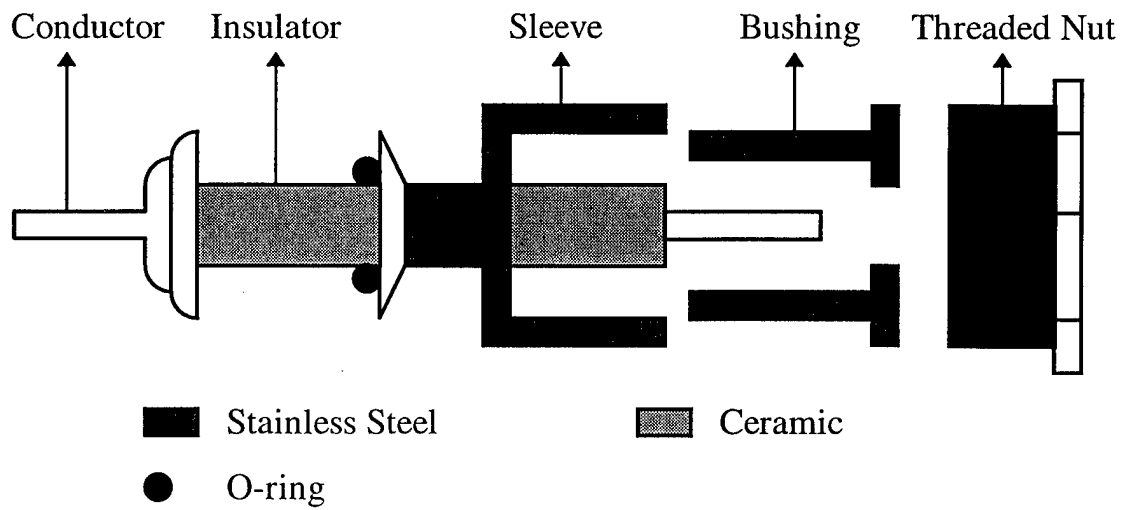 Conductor Insulator Sleeve Bushing Threaded Nut
Stainless Steel Ceramic
O-ring